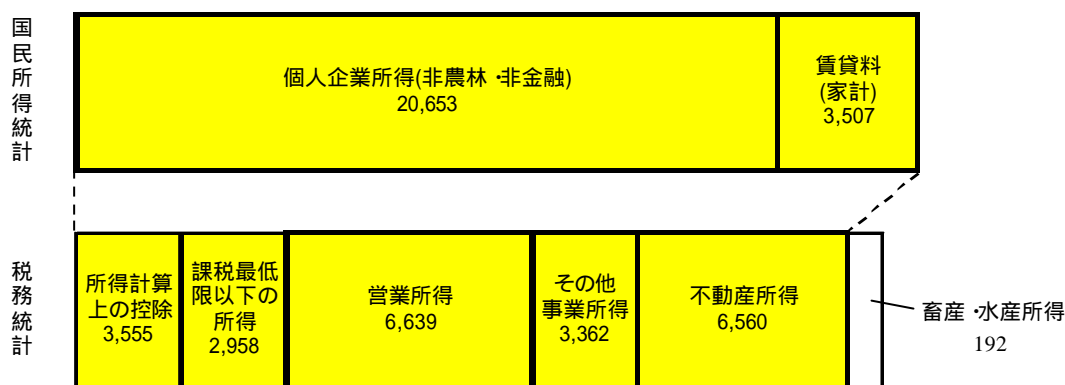 国民所得統計
個人企業所得(非農林・非金融)
20,653
賃貸料
(家計)
3,507
税務統計
所得計算
上の控除
3,555
課税最低
限以下の
所得
2,958
営業所得
6,639
その他
事業所得
3,362
不動産所得
6,560
畜産・水産所得
192